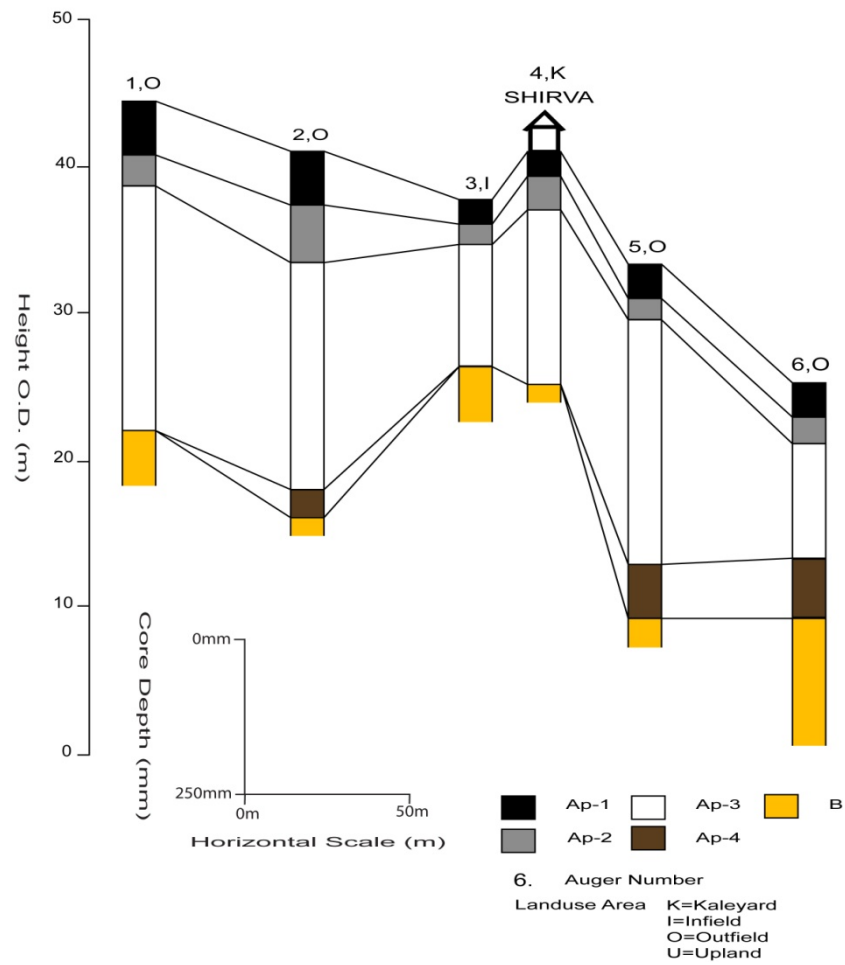 50
40
30
20
10
0
Height O.D. (m)
1,O
2,O
3,I
4,K
SHIRVA
5,O
6,O
Core Depth (mm)
0mm
250mm
0m
50m
Horizontal Scale (m)
Ap-1
Ap-3
B
Ap-2
Ap-4
6. Auger Number
Landuse Area K=Kaleyard
I=Infield
O=Outfield
U=Upland